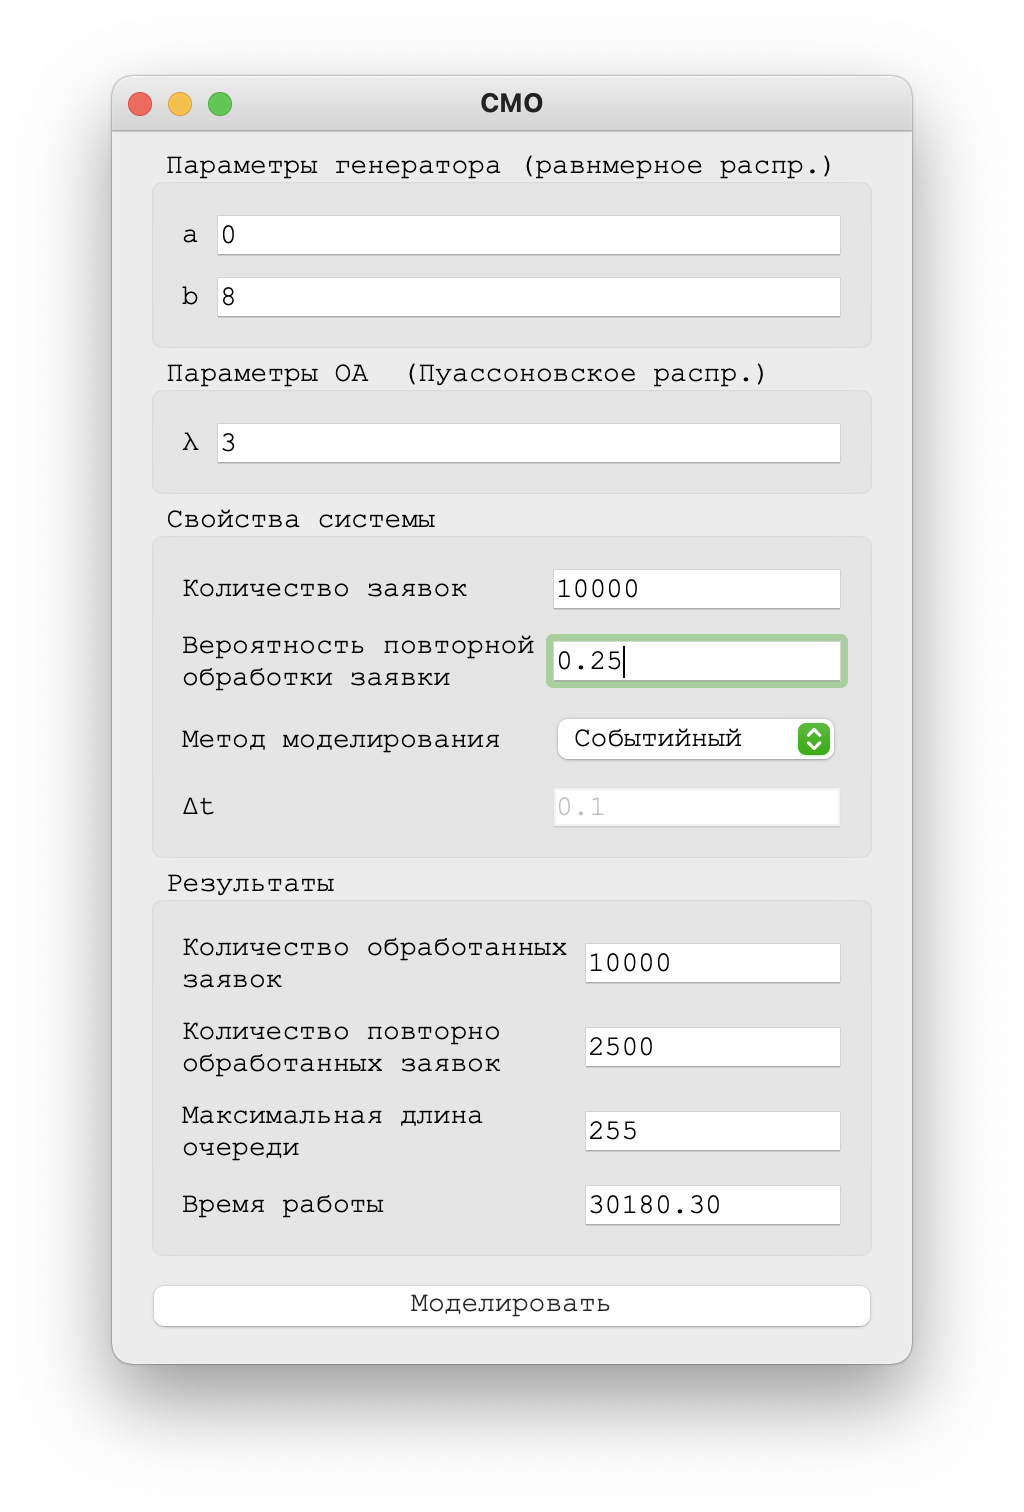 СМО
Параметры генератора (равнмерное распр.)
a 0
b 8
Параметры ОА (Пуассоновское распр.)
λ 3
Свойства системы
Количество заявок 10000
Вероятность повторной
обработки заявки 0.25
Метод моделирования Событийный
Δt 0.1
Результаты
Количество обработанных
заявок 10000
Количество повторно
обработанных заявок 2500
Максимальная длина
очереди 255
Время работы 30180.30
Моделировать